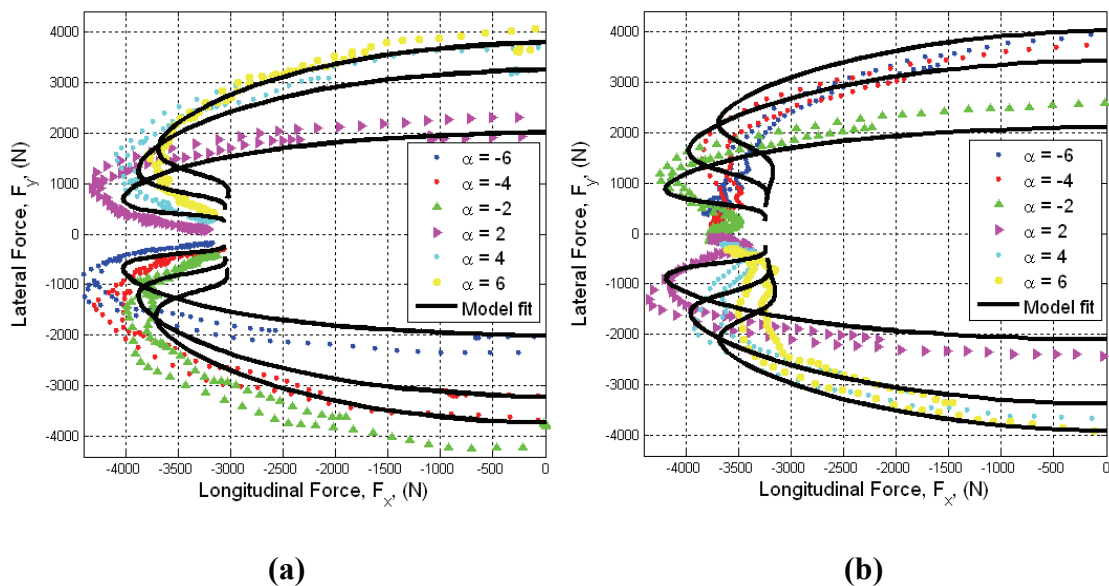 4000
3000
2000
1000
0
-1000
-2000
-3000
-4000
Lateral Force, F_y, (N)
-4000 -3500 -3000 -2500 -2000 -1500 -1000 -500 0
Longitudinal Force, F_x, (N)
α = -6
α = -4
α = -2
α = 2
α = 4
α = 6
Model fit
(a)
4000
3000
2000
1000
0
-1000
-2000
-3000
-4000
Lateral Force, F_y, (N)
-4000 -3500 -3000 -2500 -2000 -1500 -1000 -500 0
Longitudinal Force, F_x, (N)
α = -6
α = -4
α = -2
α = 2
α = 4
α = 6
Model fit
(b)